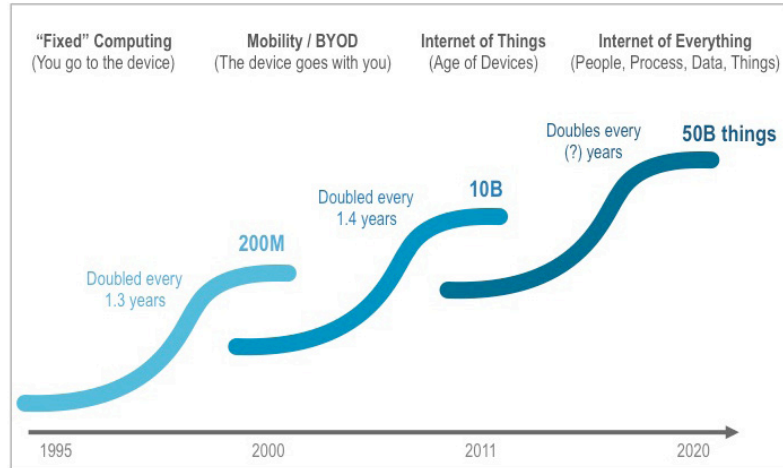 “Fixed” Computing
(You go to the device)
Mobility / BYOD
(The device goes with you)
Internet of Things
(Age of Devices)
Internet of Everything
(People, Process, Data, Things)
Doubles every
(?) years
50B things
Doubled every
1.4 years
10B
Doubled every
1.3 years
200M
1995
2000
2011
2020